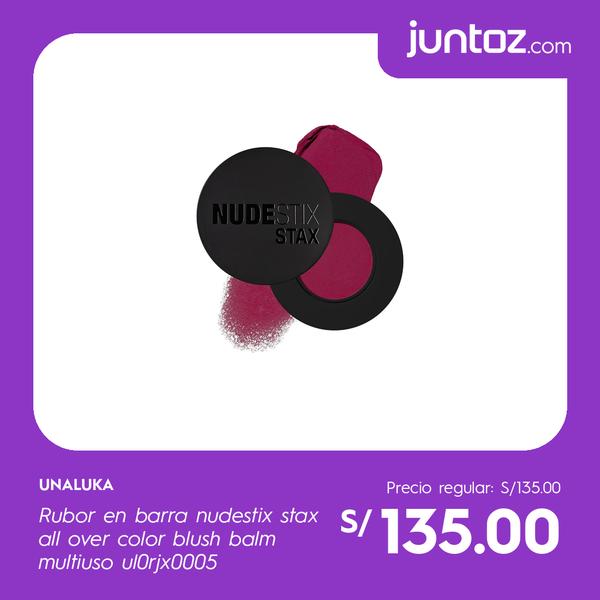 juntoz.com
NUDESTIX
STAX
UNALUKA
Rubor en barra nudestix stax
all over color blush balm
multiuso ul0rjx0005
Precio regular: S/135.00
S/135.00